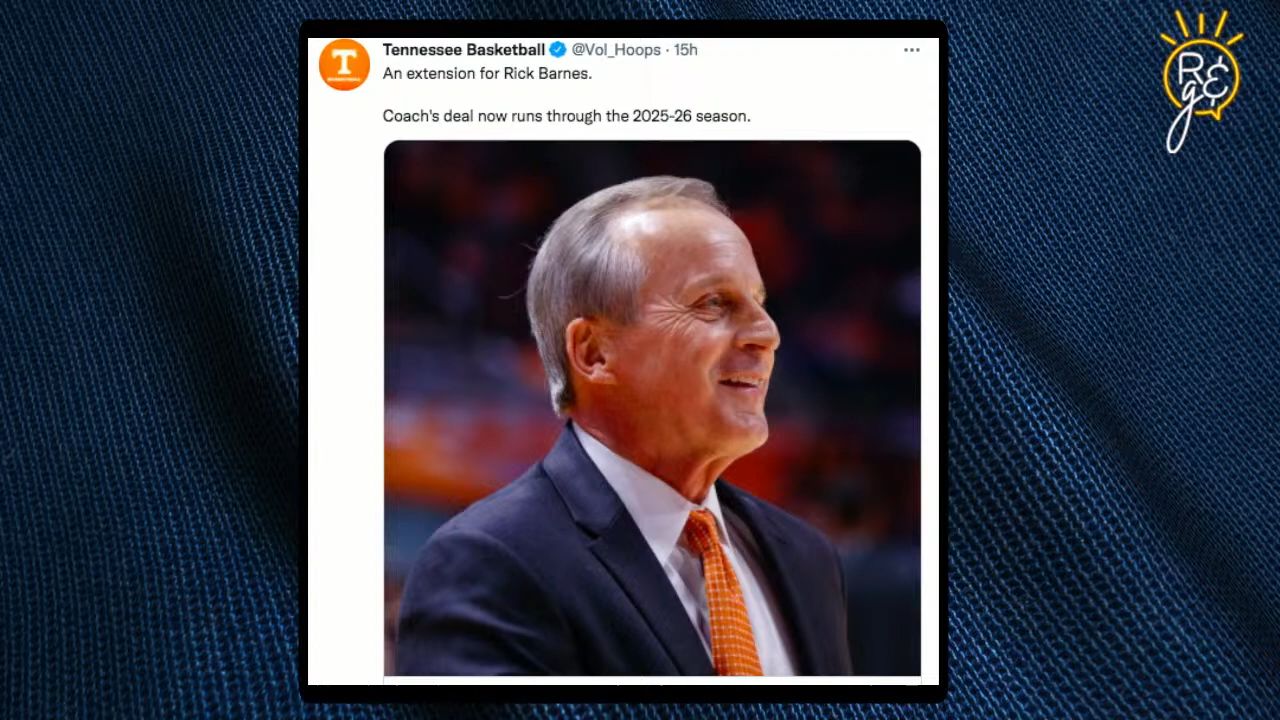 Tennessee Basketball @Vol_Hoops · 15h
An extension for Rick Barnes.
Coach's deal now runs through the 2025-26 season.
T
R&
g